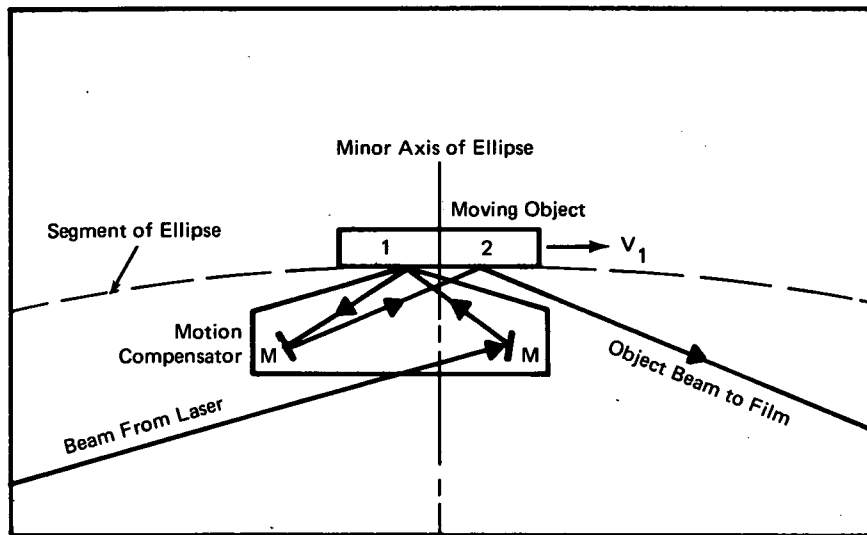 Minor Axis of Ellipse
Moving Object
Segment of Ellipse
1
2
V1
Motion
Compensator
M
M
Beam From Laser
Object Beam to Film